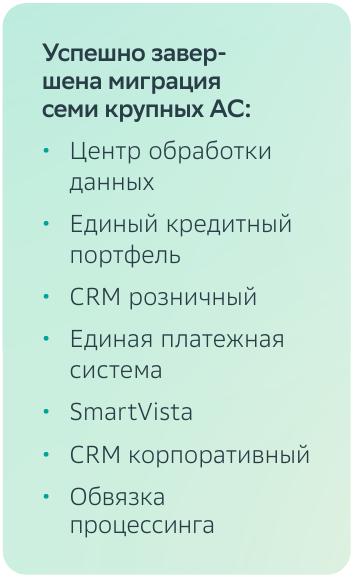 Успешно завер-
шена миграция
семи крупных АС:
• Центр обработки
данных
• Единый кредитный
портфель
• CRM розничный
• Единая платежная
система
• SmartVista
• CRM корпоративный
• Обвязка
процессинга